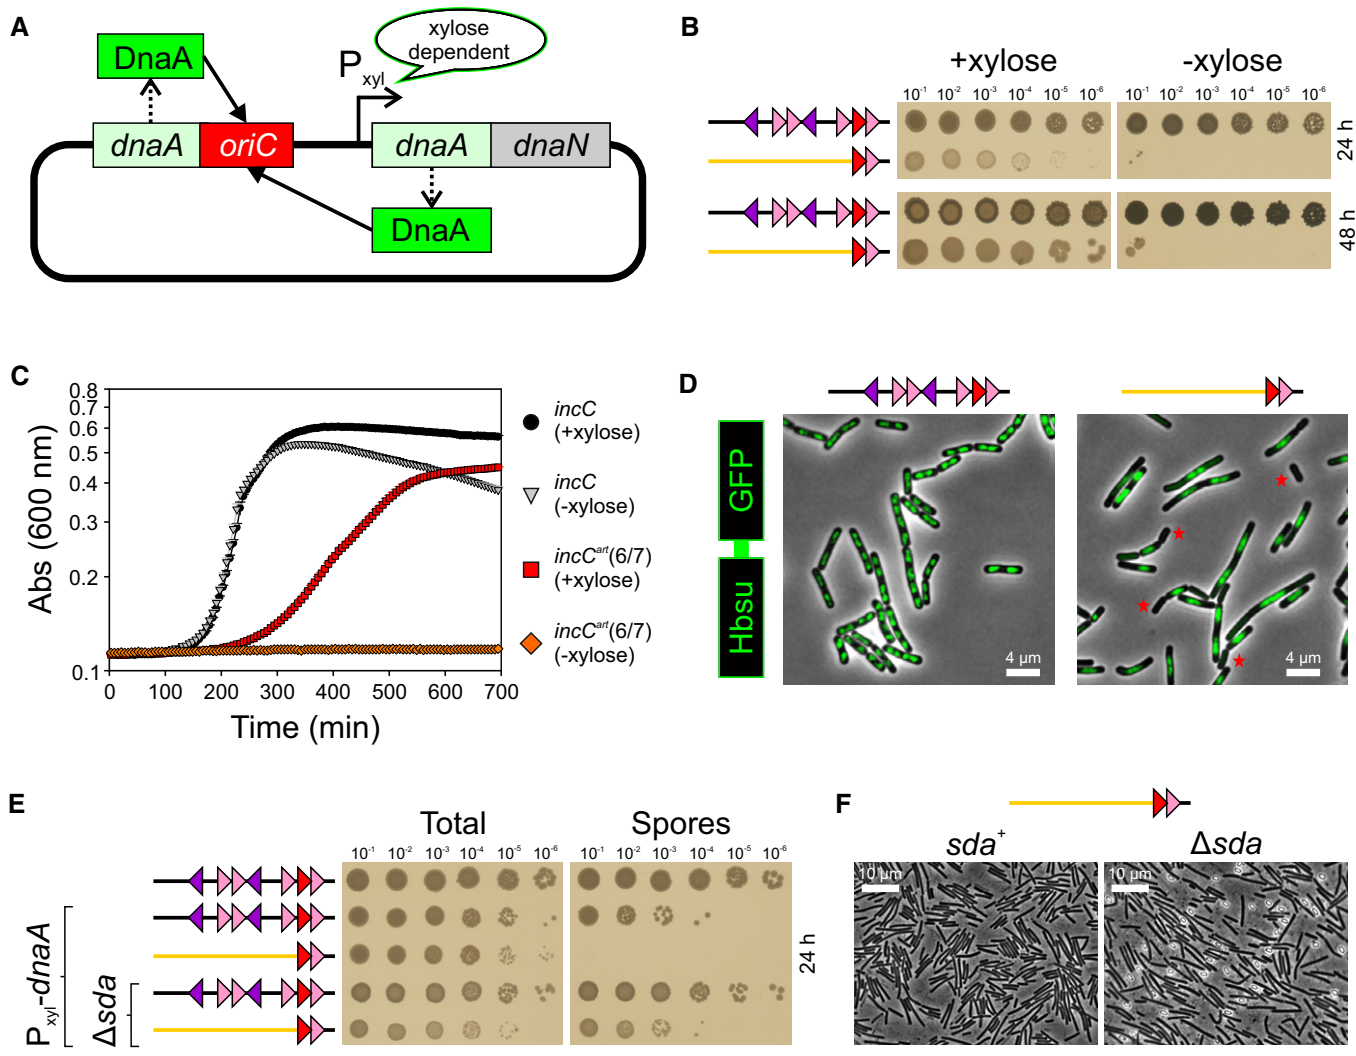 A
DnaA
P xyl
xylose
dependent
dnaA
oriC
dnaA
dnaN
DnaA
B
+xylose
-xylose
10⁻¹ 10⁻² 10⁻³ 10⁻⁴ 10⁻⁵ 10⁻⁶
10⁻¹ 10⁻² 10⁻³ 10⁻⁴ 10⁻⁵ 10⁻⁶
24 h
48 h
C
Abs (600 nm)
0.8
0.7
0.6
0.5
0.4
0.3
0.2
0.1
0 100 200 300 400 500 600 700
Time (min)
incC
(+xylose)
incC
(-xylose)
incCᵃʳᵗ(6/7)
(+xylose)
incCᵃʳᵗ(6/7)
(-xylose)
D
GFP
Hbsu
4 µm
4 µm
E
Total
Spores
10⁻¹ 10⁻² 10⁻³ 10⁻⁴ 10⁻⁵ 10⁻⁶
10⁻¹ 10⁻² 10⁻³ 10⁻⁴ 10⁻⁵ 10⁻⁶
Pxyl-dnaA
Δsda
24 h
F
sda⁺
Δsda
10 µm
10 µm